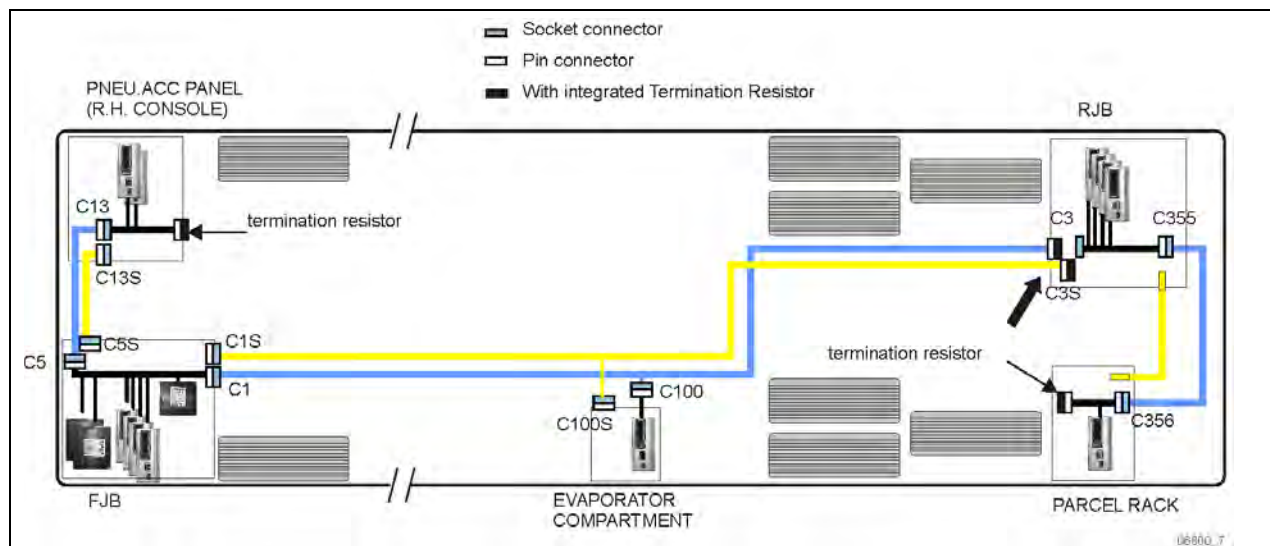 Socket connector
Pin connector
With integrated Termination Resistor
PNEU.ACC PANEL
(R.H. CONSOLE)
RJB
C13
termination resistor
C3
C355
C13S
C3S
C5
C5S
C1S
C1
termination resistor
C100
C100S
C356
FJB
EVAPORATOR
COMPARTMENT
PARCEL RACK
06800_7